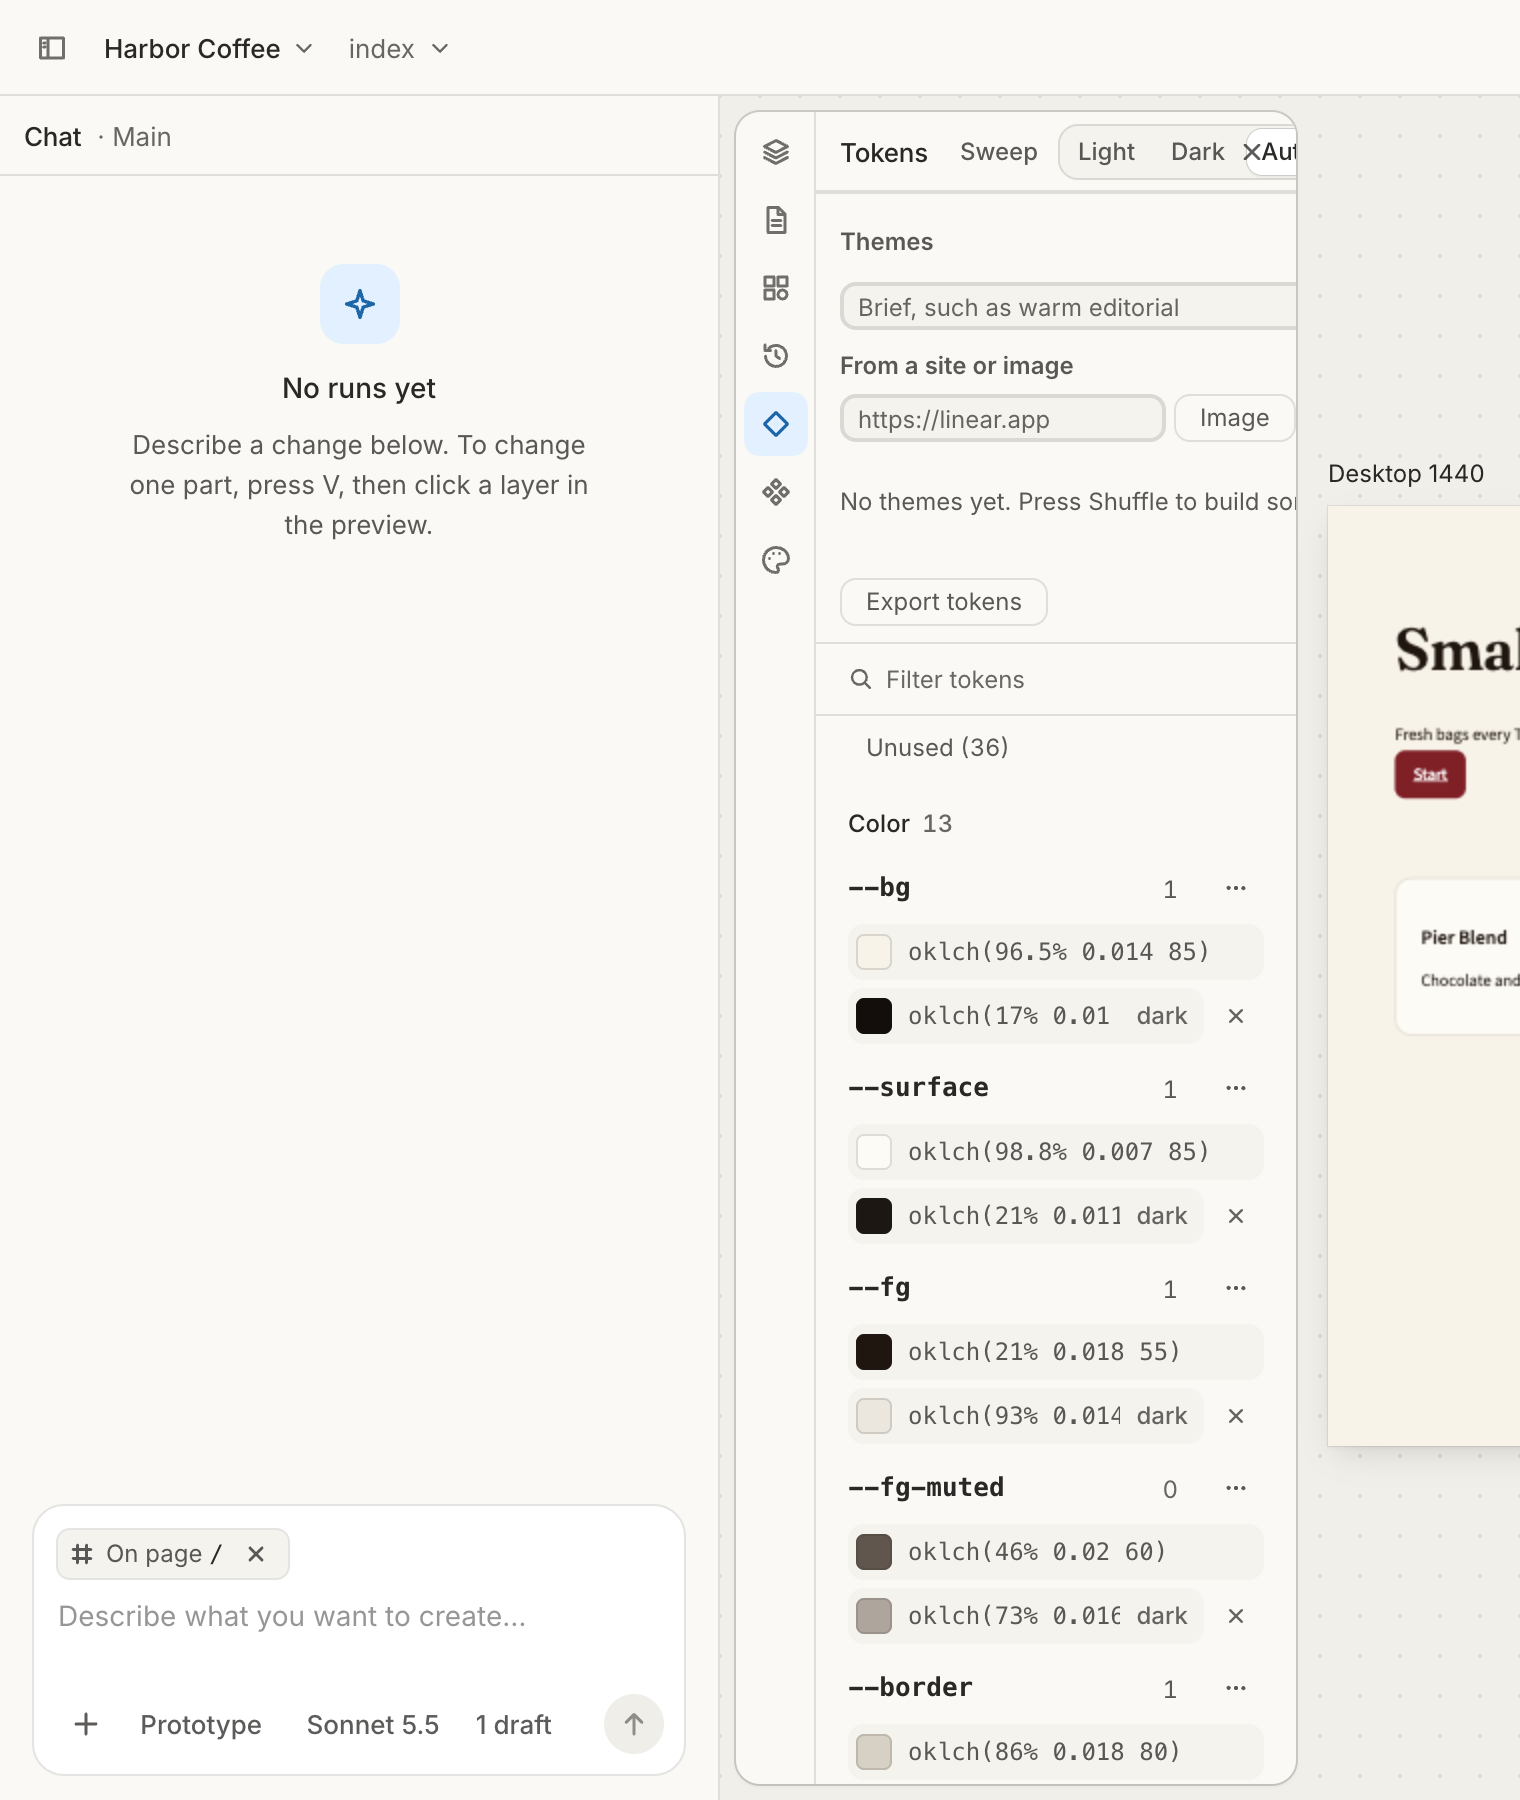 Harbor Coffee index
Chat · Main
No runs yet
Describe a change below. To change
one part, press V, then click a layer in
the preview.
On page /
Describe what you want to create...
Prototype Sonnet 5.5 1 draft
Tokens Sweep Light Dark Aut
Themes
Brief, such as warm editorial
From a site or image
https://linear.app Image
No themes yet. Press Shuffle to build sor
Export tokens
Filter tokens
Unused (36)
Color 13
--bg 1
oklch(96.5% 0.014 85)
oklch(17% 0.01 dark
--surface 1
oklch(98.8% 0.007 85)
oklch(21% 0.011 dark
--fg 1
oklch(21% 0.018 55)
oklch(93% 0.014 dark
--fg-muted 0
oklch(46% 0.02 60)
oklch(73% 0.016 dark
--border 1
oklch(86% 0.018 80)
Desktop 1440
Smal
Fresh bags every T
Start
Pier Blend
Chocolate and